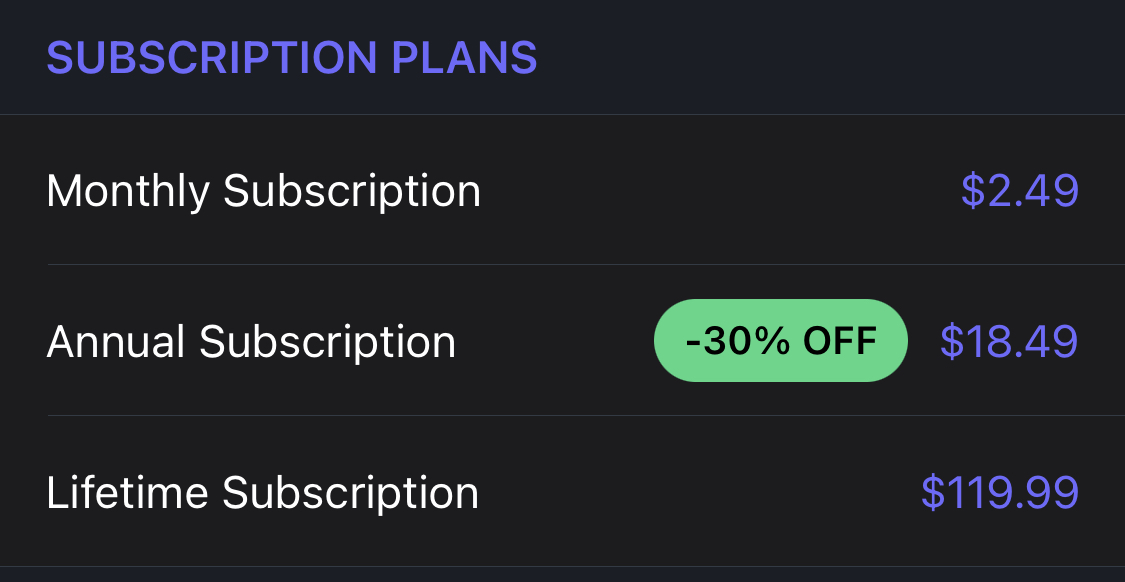 SUBSCRIPTION PLANS
Monthly Subscription $2.49
Annual Subscription -30% OFF $18.49
Lifetime Subscription $119.99